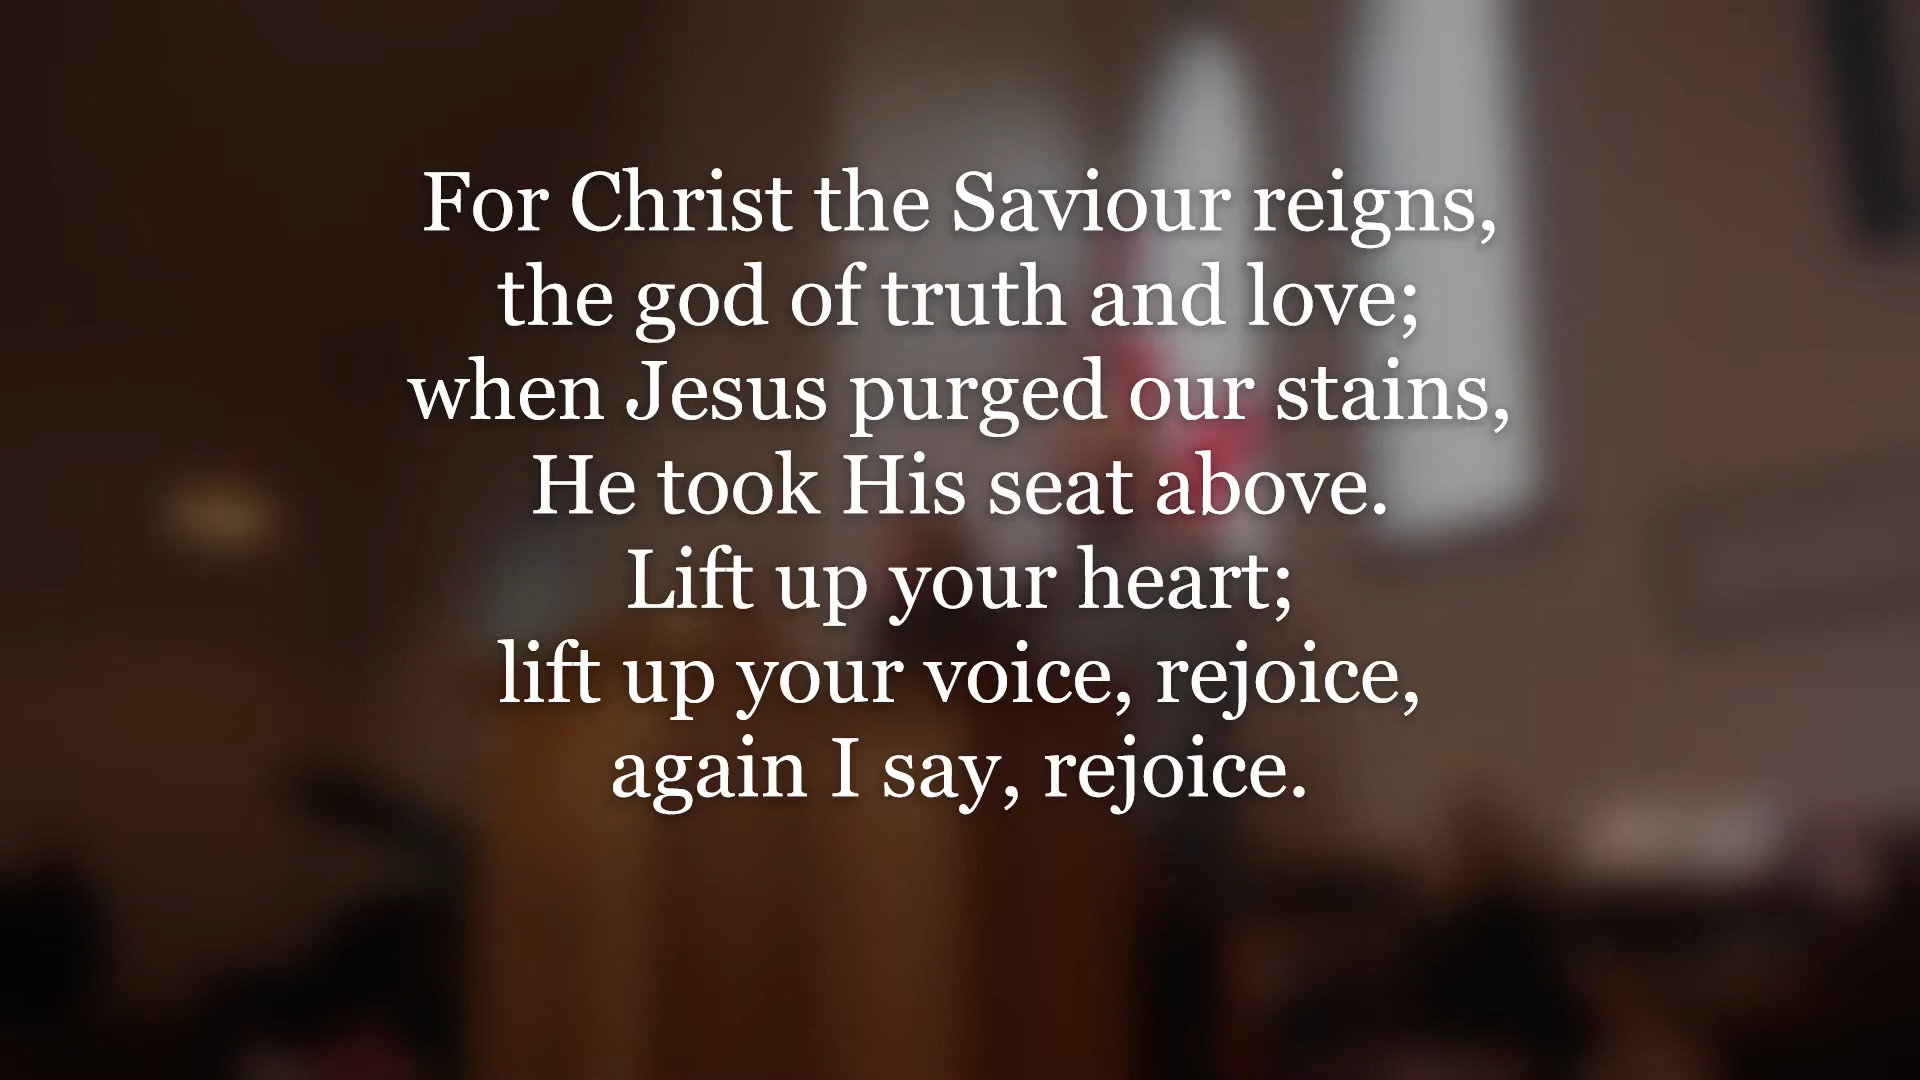 For Christ the Saviour reigns,
the god of truth and love;
when Jesus purged our stains,
He took His seat above.
Lift up your heart;
lift up your voice, rejoice,
again I say, rejoice.